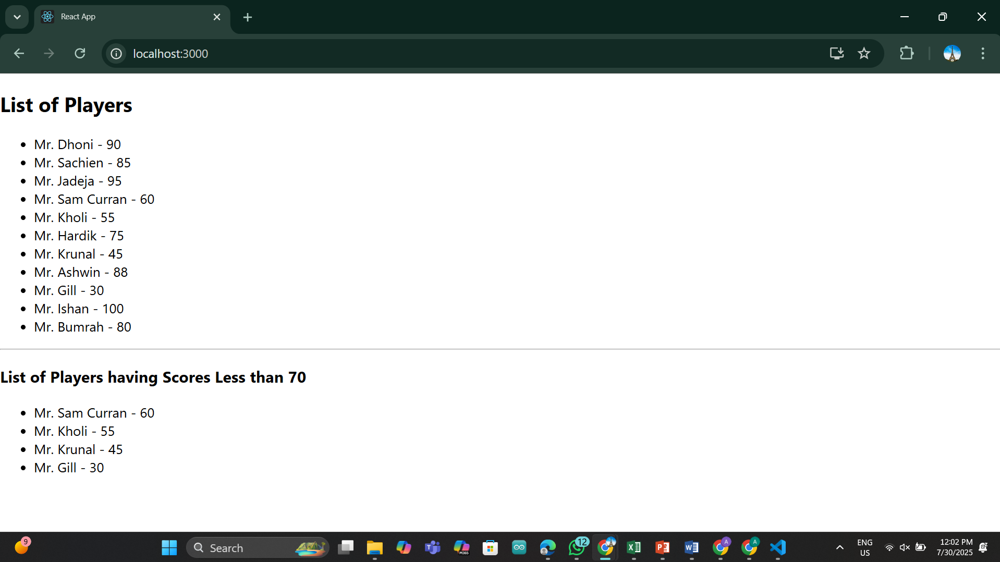 React App
localhost:3000
List of Players
Mr. Dhoni - 90
Mr. Sachien - 85
Mr. Jadeja - 95
Mr. Sam Curran - 60
Mr. Kholi - 55
Mr. Hardik - 75
Mr. Krunal - 45
Mr. Ashwin - 88
Mr. Gill - 30
Mr. Ishan - 100
Mr. Bumrah - 80
List of Players having Scores Less than 70
Mr. Sam Curran - 60
Mr. Kholi - 55
Mr. Krunal - 45
Mr. Gill - 30
9
Search
T
M365
12
X
P
W
A
A
ENG
US
12:02 PM
7/30/2025